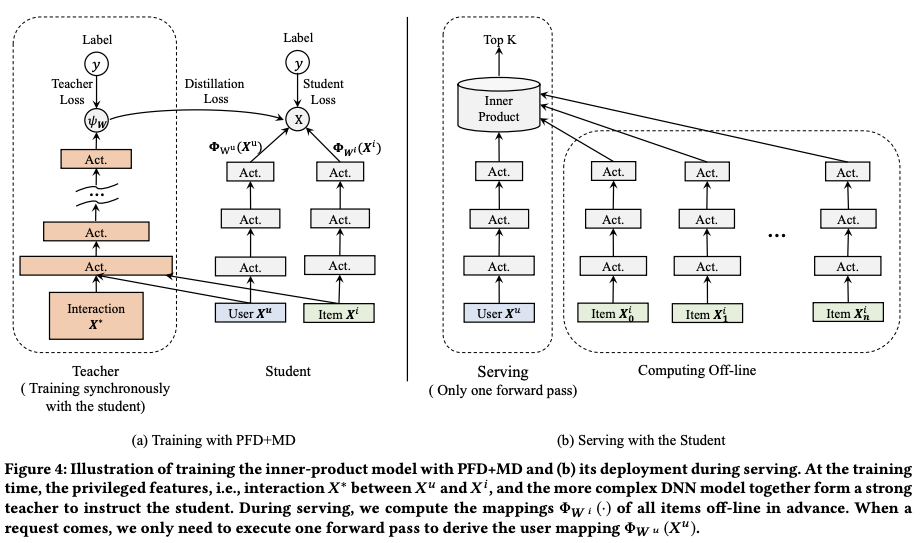 Label
y
Teacher
Loss
ψ_W
Distillation
Loss
Label
y
Student
Loss
X
Φ_{W^u}(X^u)
Φ_{W^i}(X^i)
Act.
...
Act.
Act.
Interaction
X*
Act.
Act.
Act.
User X^u
Act.
Act.
Act.
Item X^i
Teacher
( Training synchronously
with the student)
Student
(a) Training with PFD+MD
Top K
Inner
Product
Act.
Act.
Act.
User X^u
Act.
Act.
Act.
Item X_0^i
Act.
Act.
Act.
Item X_1^i
...
Act.
Act.
Act.
Item X_n^i
Serving
( Only one forward pass)
Computing Off-line
(b) Serving with the Student
Figure 4: Illustration of training the inner-product model with PFD+MD and (b) its deployment during serving. At the training
time, the privileged features, i.e., interaction X* between X^u and X^i, and the more complex DNN model together form a strong
teacher to instruct the student. During serving, we compute the mappings Φ_{W^i}(·) of all items off-line in advance. When a
request comes, we only need to execute one forward pass to derive the user mapping Φ_{W^u}(X^u).